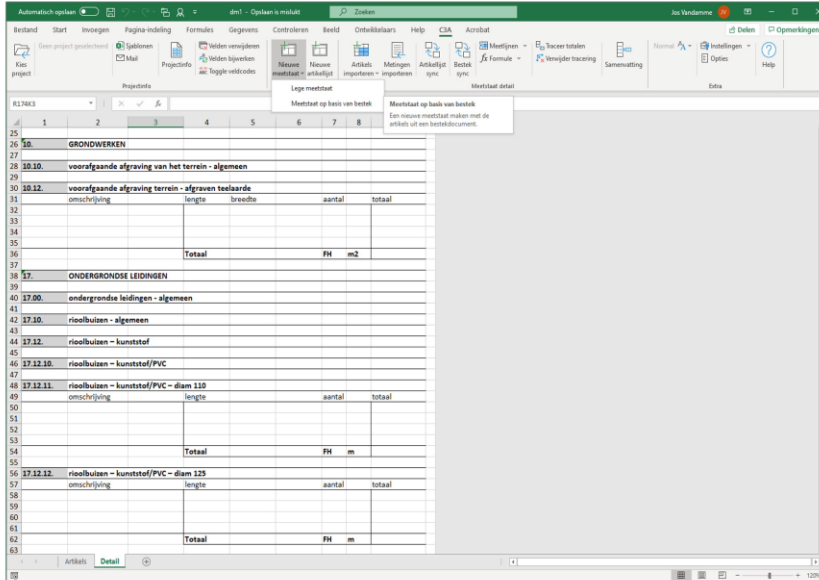 Automatisch opslaan dm1 - Opslaan is mislukt Zoeken Jos Vandamme
Bestand Start Invoegen Pagina-indeling Formules Gegevens Controleren Beeld Ontwikkelaars Help C3A Acrobat Delen Opmerkingen
Kies project
Geen project geselecteerd
Sjablonen
Mail
Projectinfo
Velden verwijderen
Velden bijwerken
Toggle veldcodes
Nieuwe meetstaat
Nieuwe artikellijst
Artikels importeren
Metingen importeren
Artikellijst sync
Bestek sync
Meetlijnen
fx Formule
Traceer totalen
Verwijder tracering
Samenvatting
Normal
Instellingen
Opties
Help
Projectinfo Meetstaat detail Extra
Lege meetstaat
Meetstaat op basis van bestek
Meetstaat op basis van bestek
Een nieuwe meetstaat maken met de
artikels uit een bestekdocument.
R174K3 fx
1 2 3 4 5 6 7 8
25
26 10. GRONDWERKEN
27
28 10.10. voorafgaande afgraving van het terrein - algemeen
29
30 10.12. voorafgaande afgraving terrein - afgraven teelaarde
31 omschrijving lengte breedte aantal totaal
32
33
34
35
36 Totaal FH m2
37
38 17. ONDERGRONDSE LEIDINGEN
39
40 17.00. ondergrondse leidingen - algemeen
41
42 17.10. rioolbuizen - algemeen
43
44 17.12. rioolbuizen – kunststof
45
46 17.12.10. rioolbuizen – kunststof/PVC
47
48 17.12.11. rioolbuizen – kunststof/PVC – diam 110
49 omschrijving lengte aantal totaal
50
51
52
53
54 Totaal FH m
55
56 17.12.12. rioolbuizen – kunststof/PVC – diam 125
57 omschrijving lengte aantal totaal
58
59
60
61
62 Totaal FH m
63
Artikels Detail
120%